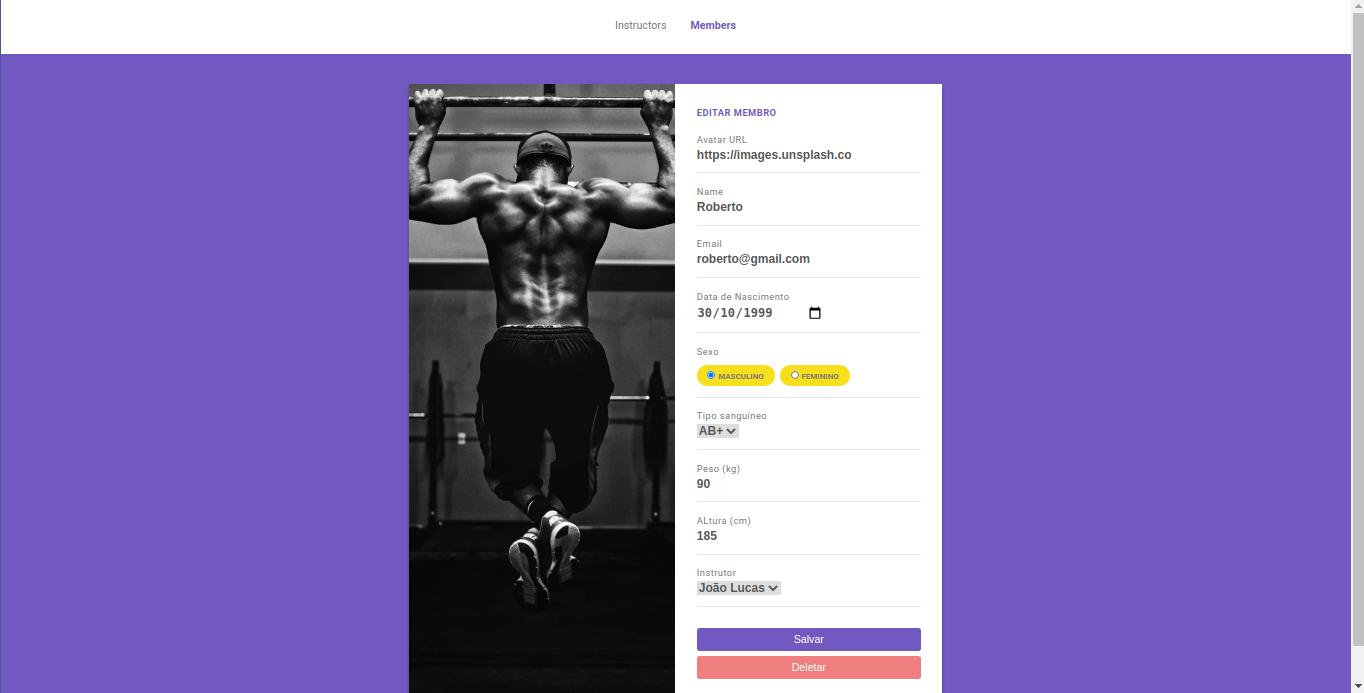 Instructors Members
EDITAR MEMBRO
Avatar URL
https://images.unsplash.co
Name
Roberto
Email
roberto@gmail.com
Data de Nascimento
30/10/1999
Sexo
MASCULINO FEMININO
Tipo sanguíneo
AB+
Peso (kg)
90
ALtura (cm)
185
Instrutor
João Lucas
Salvar
Deletar